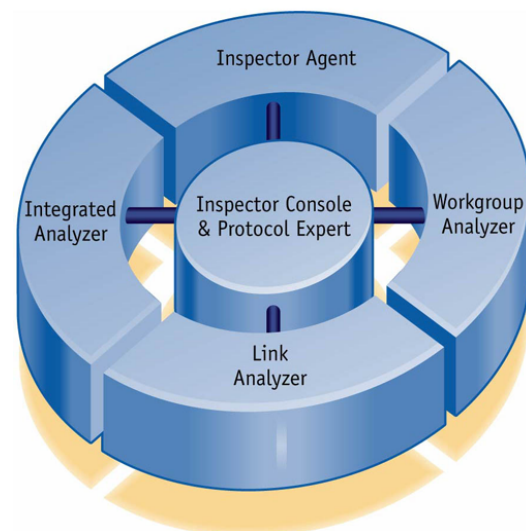 Inspector Agent
Integrated
Analyzer
Inspector Console
& Protocol Expert
Workgroup
Analyzer
Link
Analyzer